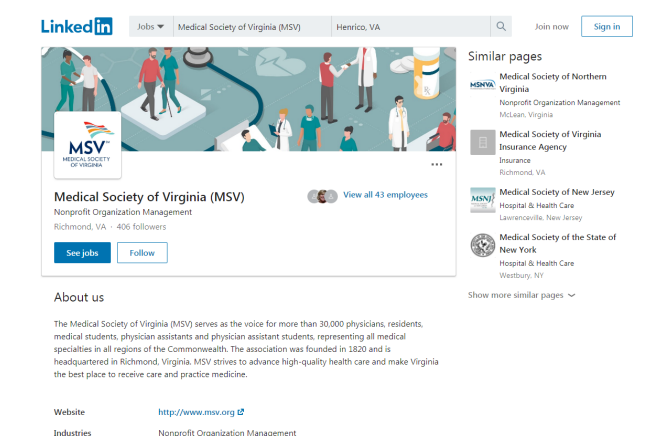 Linked in
Jobs
Medical Society of Virginia (MSV)
Henrico, VA
Join now
Sign in
MSV
MEDICAL SOCIETY
OF VIRGINIA
Medical Society of Virginia (MSV)
View all 43 employees
Nonprofit Organization Management
Richmond, VA · 406 followers
See jobs
Follow
Similar pages
MSNVA
Medical Society of Northern
Virginia
Nonprofit Organization Management
McLean, Virginia
Medical Society of Virginia
Insurance Agency
Insurance
Richmond, VA
MSNJ
Medical Society of New Jersey
Hospital & Health Care
Lawrenceville, New Jersey
Medical Society of the State of
New York
Hospital & Health Care
Westbury, NY
Show more similar pages
About us
The Medical Society of Virginia (MSV) serves as the voice for more than 30,000 physicians, residents,
medical students, physician assistants and physician assistant students, representing all medical
specialties in all regions of the Commonwealth. The association was founded in 1820 and is
headquartered in Richmond, Virginia. MSV strives to advance high-quality health care and make Virginia
the best place to receive care and practice medicine.
Website
http://www.msv.org
Industries
Nonprofit Organization Management